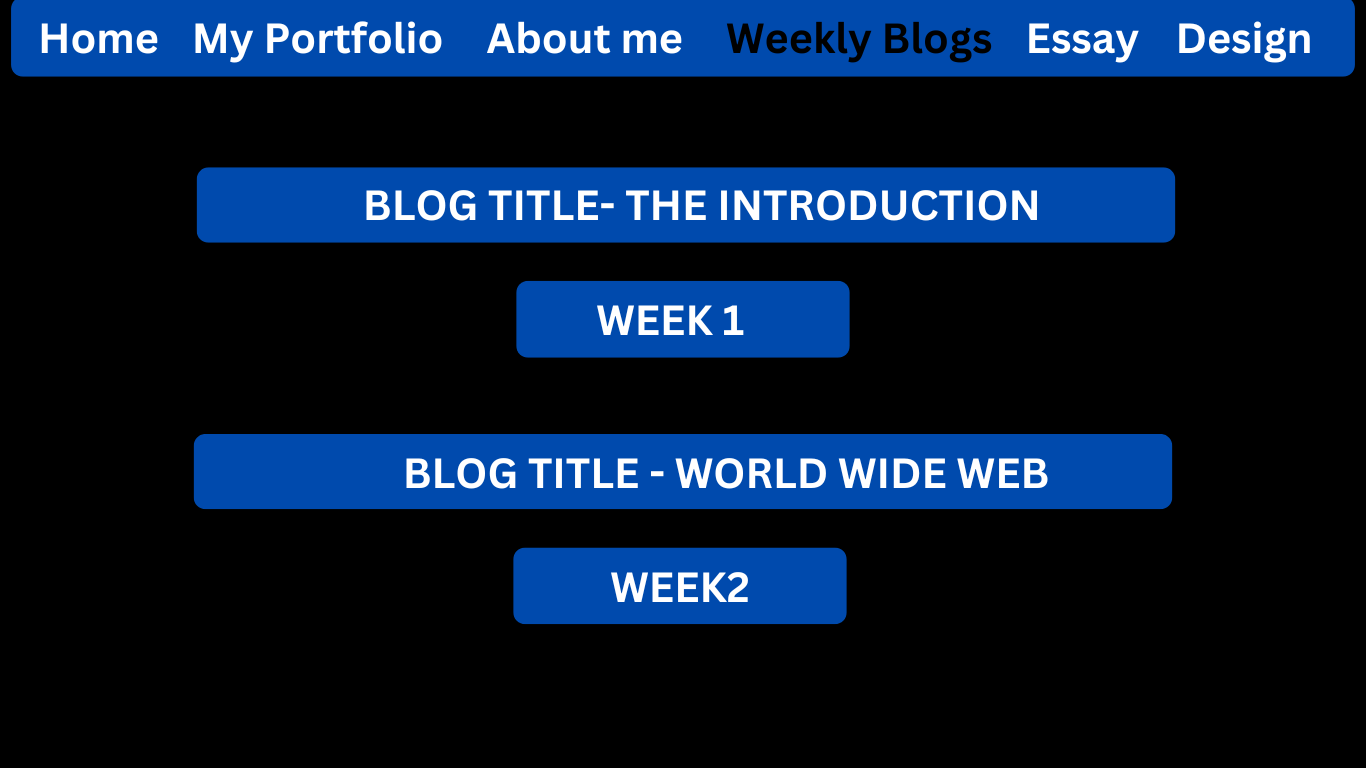 Home My Portfolio About me Weekly Blogs Essay Design
BLOG TITLE- THE INTRODUCTION
WEEK 1
BLOG TITLE - WORLD WIDE WEB
WEEK2